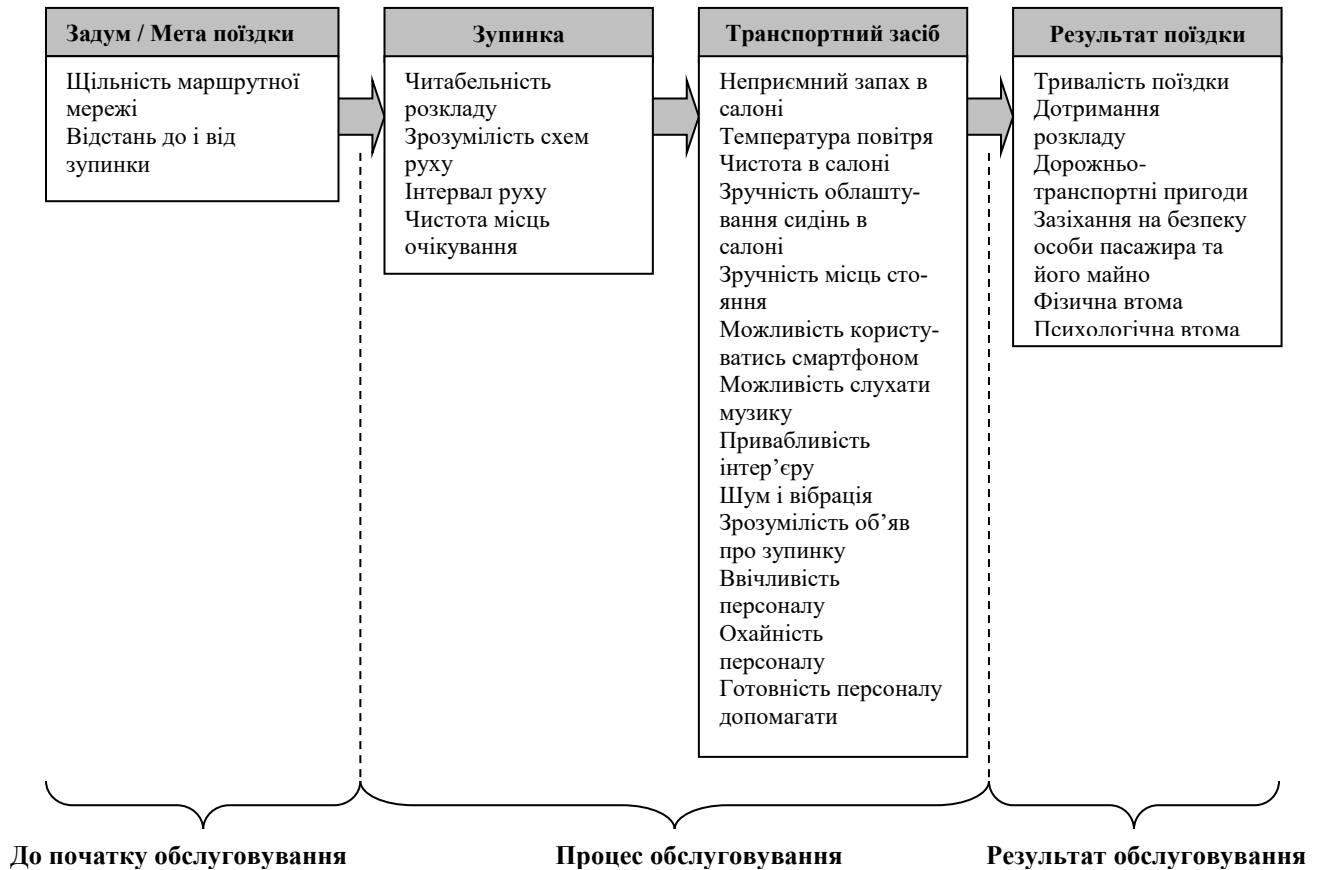 Задум / Мета поїздки
Щільність маршрутної
мережі
Відстань до і від
зупинки
Зупинка
Читабельність
розкладу
Зрозумілість схем
руху
Інтервал руху
Чистота місць
очікування
Транспортний засіб
Неприємний запах в
салоні
Температура повітря
Чистота в салоні
Зручність облашту-
вання сидінь в
салоні
Зручність місць сто-
яння
Можливість користу-
ватись смартфоном
Можливість слухати
музику
Привабливість
інтер’єру
Шум і вібрація
Зрозумілість об’яв
про зупинку
Ввічливість
персоналу
Охайність
персоналу
Готовність персоналу
допомагати
Результат поїздки
Тривалість поїздки
Дотримання
розкладу
Дорожньо-
транспортні пригоди
Зазіхання на безпеку
особи пасажира та
його майно
Фізична втома
Психологічна втома
До початку обслуговування
Процес обслуговування
Результат обслуговування